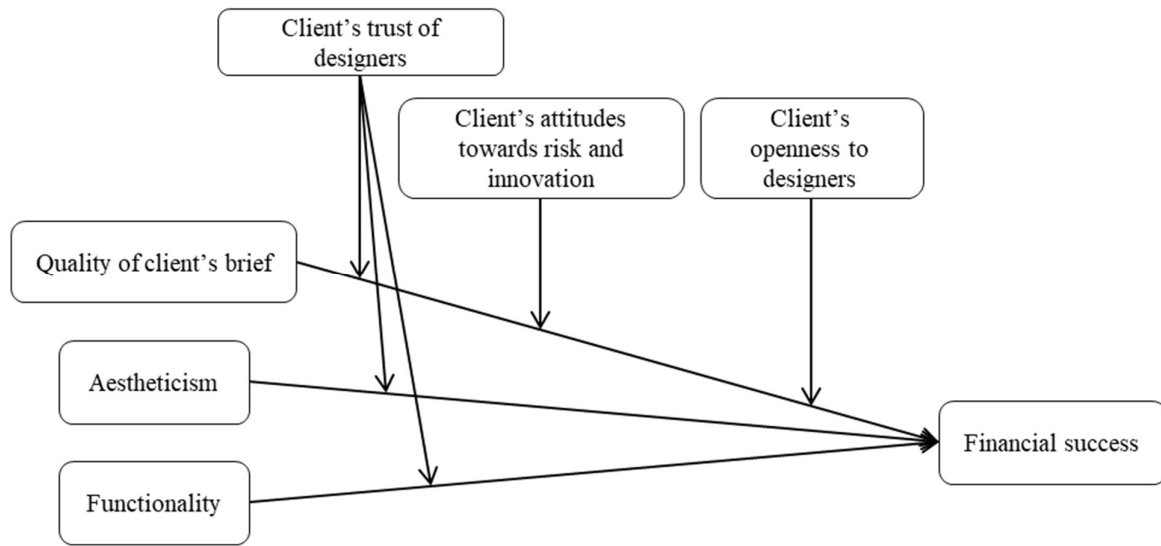 Client’s trust of
designers
Client’s attitudes
towards risk and
innovation
Client’s
openness to
designers
Quality of client’s brief
Aestheticism
Financial success
Functionality